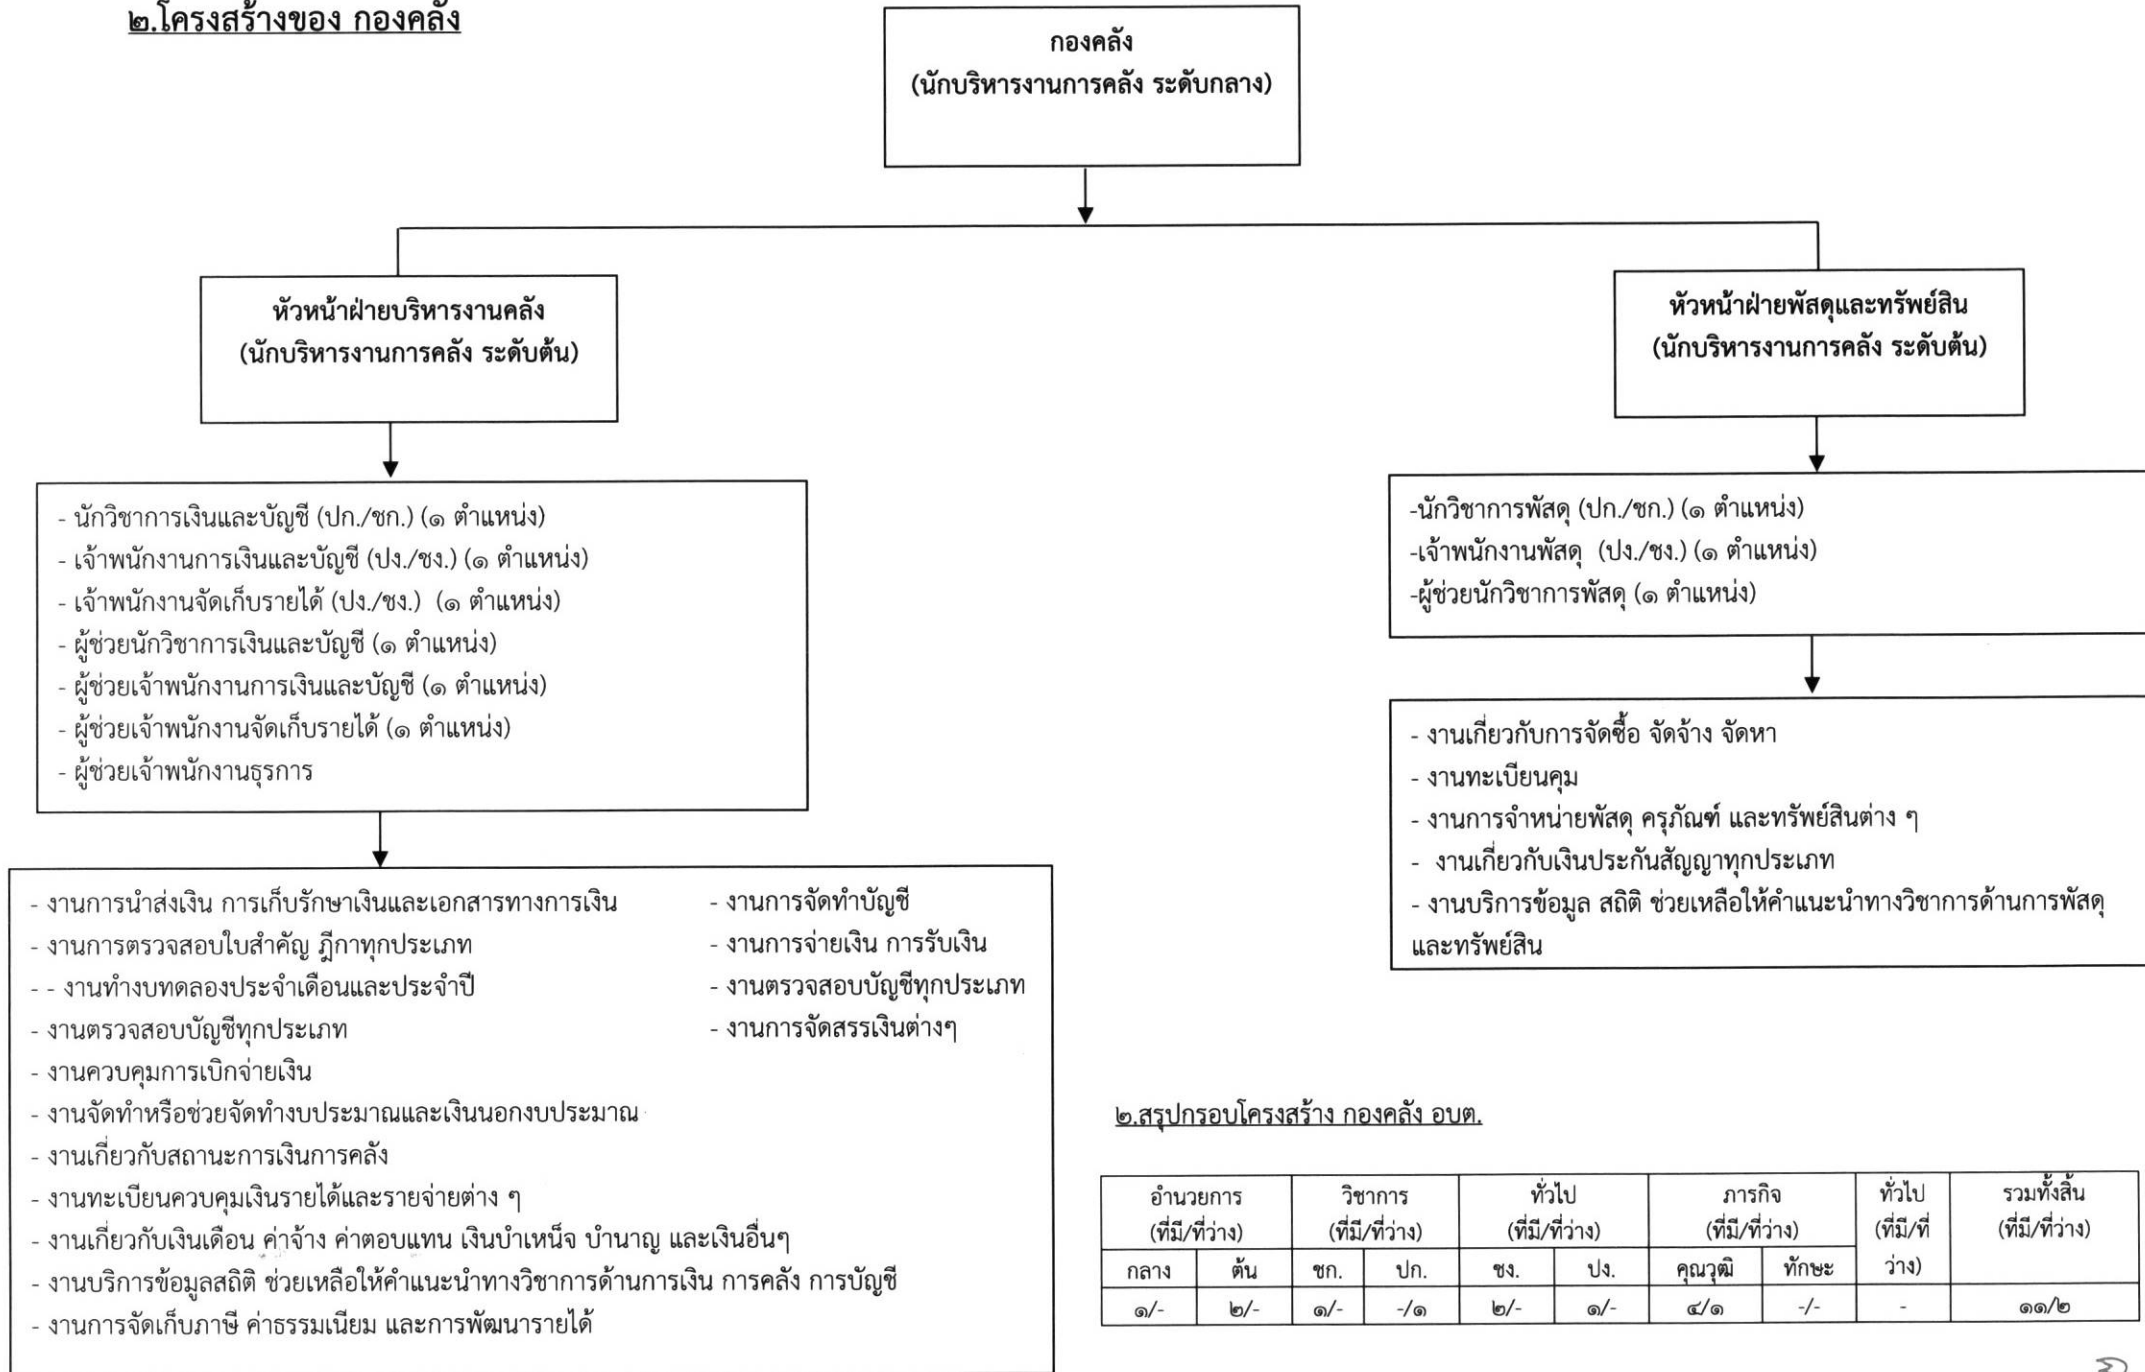 ๒.โครงสร้างของ กองคลัง
กองคลัง
(นักบริหารงานการคลัง ระดับกลาง)
หัวหน้าฝ่ายบริหารงานคลัง
(นักบริหารงานการคลัง ระดับต้น)
หัวหน้าฝ่ายพัสดุและทรัพย์สิน
(นักบริหารงานการคลัง ระดับต้น)
- นักวิชาการเงินและบัญชี (ปก./ชก.) (๑ ตำแหน่ง)
- เจ้าพนักงานการเงินและบัญชี (ปง./ชง.) (๑ ตำแหน่ง)
- เจ้าพนักงานจัดเก็บรายได้ (ปง./ชง.) (๑ ตำแหน่ง)
- ผู้ช่วยนักวิชาการเงินและบัญชี (๑ ตำแหน่ง)
- ผู้ช่วยเจ้าพนักงานการเงินและบัญชี (๑ ตำแหน่ง)
- ผู้ช่วยเจ้าพนักงานจัดเก็บรายได้ (๑ ตำแหน่ง)
- ผู้ช่วยเจ้าพนักงานธุรการ
-นักวิชาการพัสดุ (ปก./ชก.) (๑ ตำแหน่ง)
-เจ้าพนักงานพัสดุ (ปง./ชง.) (๑ ตำแหน่ง)
-ผู้ช่วยนักวิชาการพัสดุ (๑ ตำแหน่ง)
- งานเกี่ยวกับการจัดซื้อ จัดจ้าง จัดหา
- งานทะเบียนคุม
- งานการจำหน่ายพัสดุ ครุภัณฑ์ และทรัพย์สินต่าง ๆ
- งานเกี่ยวกับเงินประกันสัญญาทุกประเภท
- งานบริการข้อมูล สถิติ ช่วยเหลือให้คำแนะนำทางวิชาการด้านการพัสดุ
และทรัพย์สิน
- งานการนำส่งเงิน การเก็บรักษาเงินและเอกสารทางการเงิน - งานการจัดทำบัญชี
- งานการตรวจสอบใบสำคัญ ฎีกาทุกประเภท - งานการจ่ายเงิน การรับเงิน
- - งานทำงบทดลองประจำเดือนและประจำปี - งานตรวจสอบบัญชีทุกประเภท
- งานตรวจสอบบัญชีทุกประเภท - งานการจัดสรรเงินต่างๆ
- งานควบคุมการเบิกจ่ายเงิน
- งานจัดทำหรือช่วยจัดทำงบประมาณและเงินนอกงบประมาณ
- งานเกี่ยวกับสถานะการเงินการคลัง
- งานทะเบียนควบคุมเงินรายได้และรายจ่ายต่าง ๆ
- งานเกี่ยวกับเงินเดือน ค่าจ้าง ค่าตอบแทน เงินบำเหน็จ บำนาญ และเงินอื่นๆ
- งานบริการข้อมูลสถิติ ช่วยเหลือให้คำแนะนำทางวิชาการด้านการเงิน การคลัง การบัญชี
- งานการจัดเก็บภาษี ค่าธรรมเนียม และการพัฒนารายได้
๒.สรุปกรอบโครงสร้าง กองคลัง อบต.
อำนวยการ วิชาการ ทั่วไป ภารกิจ ทั่วไป รวมทั้งสิ้น
(ที่มี/ที่ว่าง) (ที่มี/ที่ว่าง) (ที่มี/ที่ว่าง) (ที่มี/ที่ว่าง) (ที่มี/ที่ (ที่มี/ที่ว่าง)
กลาง ต้น ชก. ปก. ชง. ปง. คุณวุฒิ ทักษะ ว่าง)
๑/- ๒/- ๑/- -/๑ ๒/- ๑/- ๔/๑ -/- - ๑๑/๒